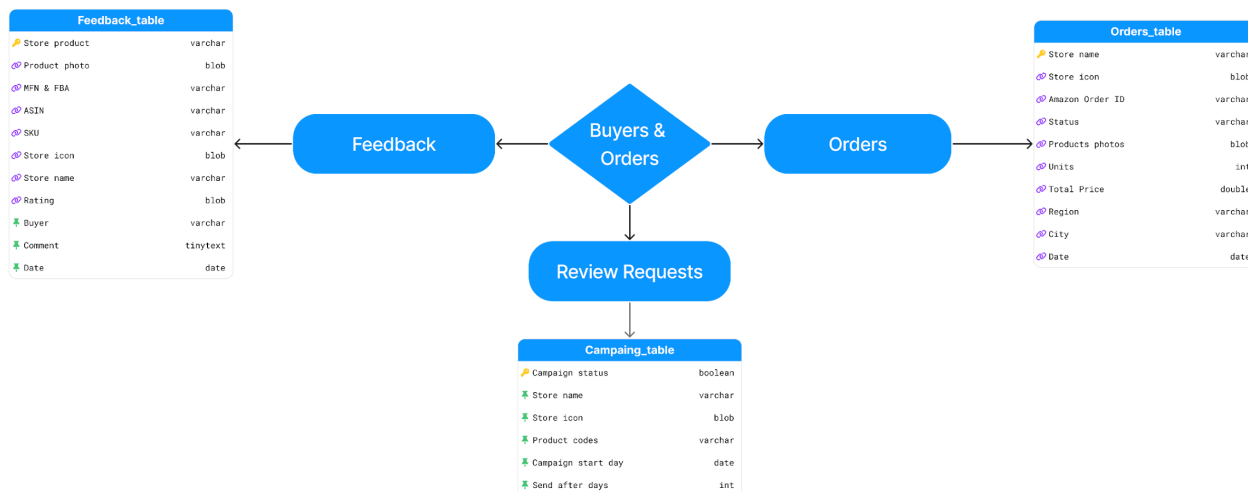 Feedback_table
Store product varchar
Product photo blob
MFN & FBA varchar
ASIN varchar
SKU varchar
Store icon blob
Store name varchar
Rating blob
Buyer varchar
Comment tinytext
Date date
Feedback
Buyers &
Orders
Orders
Review Requests
Orders_table
Store name varchar
Store icon blob
Amazon Order ID varchar
Status varchar
Products photos blob
Units int
Total Price double
Region varchar
City varchar
Date date
Campaing_table
Campaign status boolean
Store name varchar
Store icon blob
Product codes varchar
Campaign start day date
Send after days int